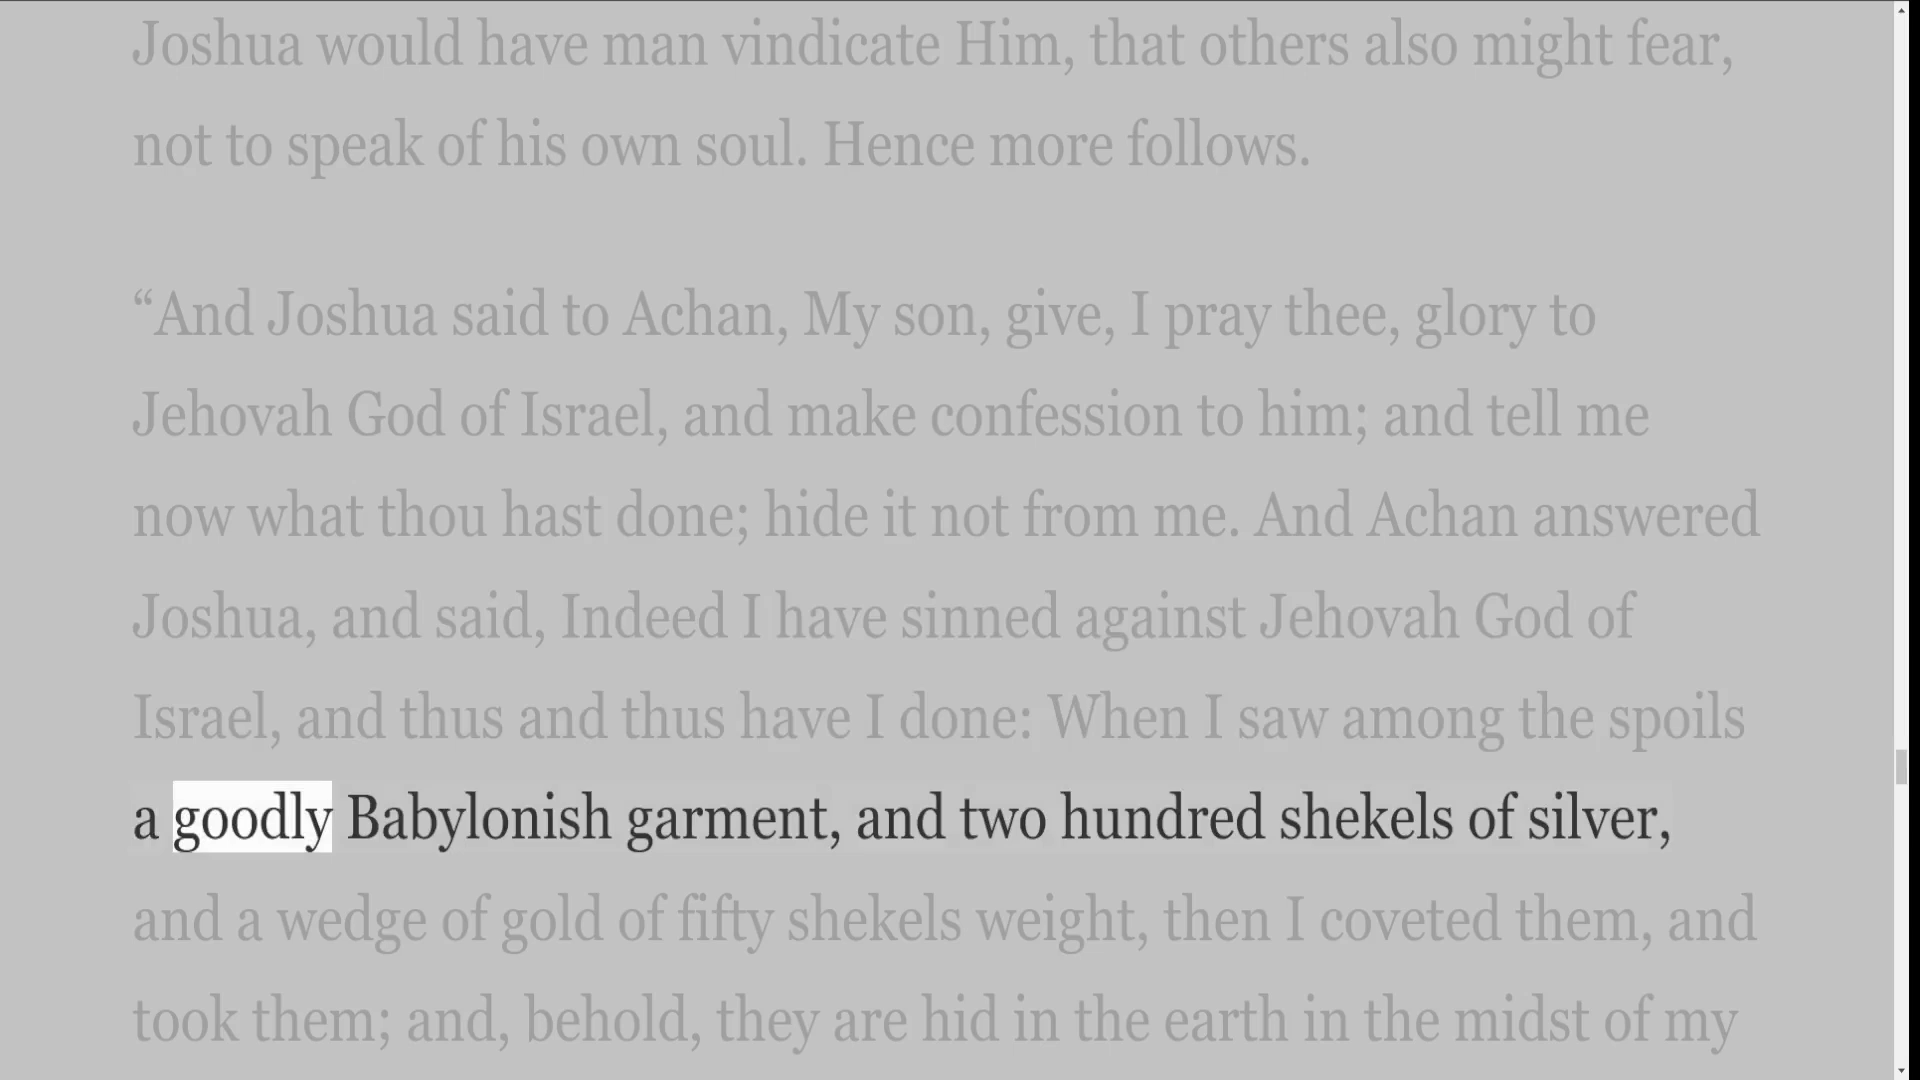 Joshua would have man vindicate Him, that others also might fear,
not to speak of his own soul. Hence more follows.
“And Joshua said to Achan, My son, give, I pray thee, glory to
Jehovah God of Israel, and make confession to him; and tell me
now what thou hast done; hide it not from me. And Achan answered
Joshua, and said, Indeed I have sinned against Jehovah God of
Israel, and thus and thus have I done: When I saw among the spoils
a goodly Babylonish garment, and two hundred shekels of silver,
and a wedge of gold of fifty shekels weight, then I coveted them, and
took them; and, behold, they are hid in the earth in the midst of my